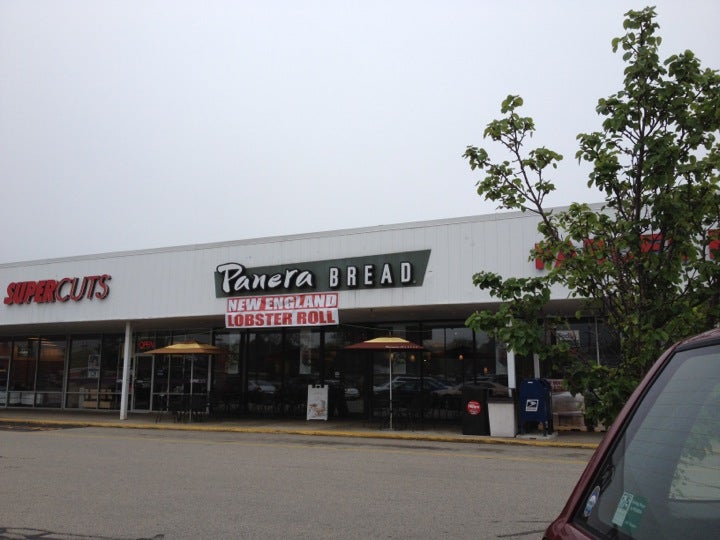 SUPERCUTS
Panera BREAD
NEW ENGLAND
LOBSTER ROLL
OPEN